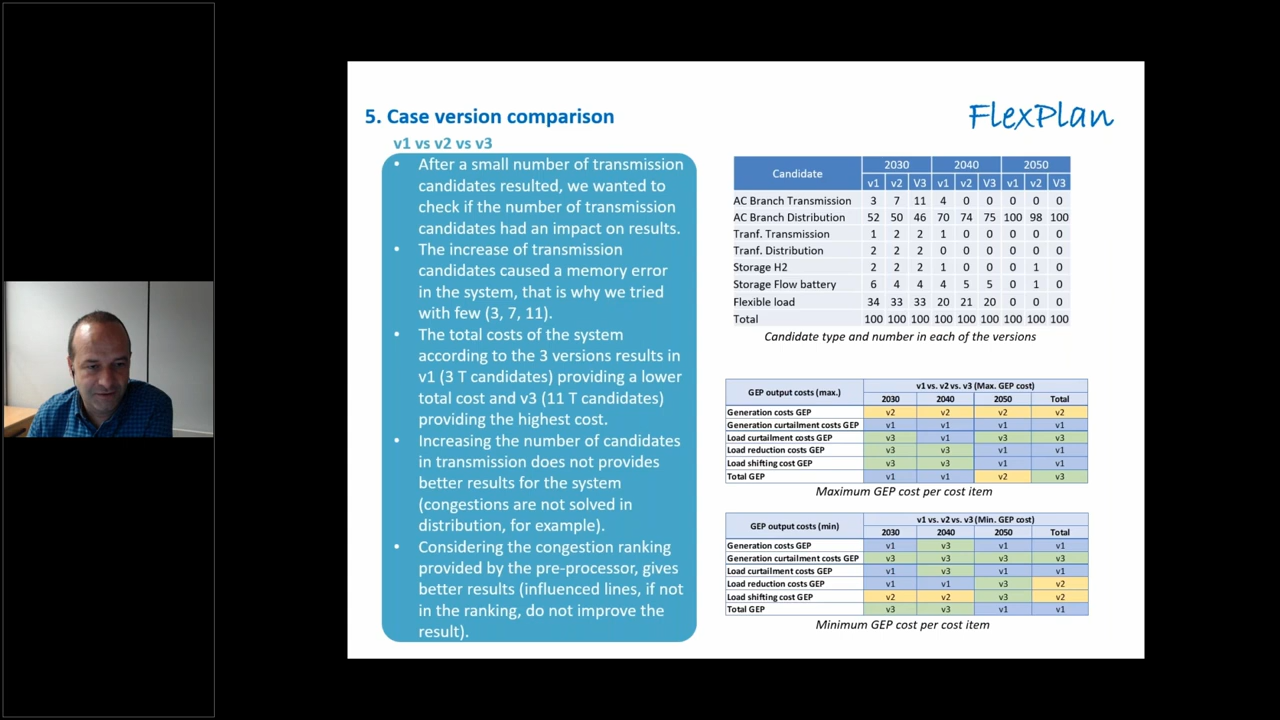 5. Case version comparison
FlexPlan
v1 vs v2 vs v3
• After a small number of transmission
candidates resulted, we wanted to
check if the number of transmission
candidates had an impact on results.
• The increase of transmission
candidates caused a memory error
in the system, that is why we tried
with few (3, 7, 11).
• The total costs of the system
according to the 3 versions results in
v1 (3 T candidates) providing a lower
total cost and v3 (11 T candidates)
providing the highest cost.
• Increasing the number of candidates
in transmission does not provides
better results for the system
(congestions are not solved in
distribution, for example).
• Considering the congestion ranking
provided by the pre-processor, gives
better results (influenced lines, if not
in the ranking, do not improve the
result).
Candidate 2030 2040 2050
v1 v2 V3 v1 v2 V3 v1 v2 V3
AC Branch Transmission 3 7 11 4 0 0 0 0 0
AC Branch Distribution 52 50 46 70 74 75 100 98 100
Tranf. Transmission 1 2 2 1 0 0 0 0 0
Tranf. Distribution 2 2 2 0 0 0 0 0 0
Storage H2 2 2 2 1 0 0 0 1 0
Storage Flow battery 6 4 4 4 5 5 0 1 0
Flexible load 34 33 33 20 21 20 0 0 0
Total 100 100 100 100 100 100 100 100 100
Candidate type and number in each of the versions
GEP output costs (max.) v1 vs. v2 vs. v3 (Max. GEP cost)
2030 2040 2050 Total
Generation costs GEP v2 v2 v2 v2
Generation curtailment costs GEP v1 v1 v1 v1
Load curtailment costs GEP v3 v1 v3 v3
Load reduction costs GEP v3 v3 v1 v1
Load shifting cost GEP v3 v3 v1 v1
Total GEP v1 v1 v2 v3
Maximum GEP cost per cost item
GEP output costs (min) v1 vs. v2 vs. v3 (Min. GEP cost)
2030 2040 2050 Total
Generation costs GEP v1 v3 v1 v1
Generation curtailment costs GEP v3 v3 v3 v3
Load curtailment costs GEP v1 v3 v1 v1
Load reduction costs GEP v1 v1 v3 v2
Load shifting cost GEP v2 v2 v3 v2
Total GEP v3 v3 v1 v1
Minimum GEP cost per cost item